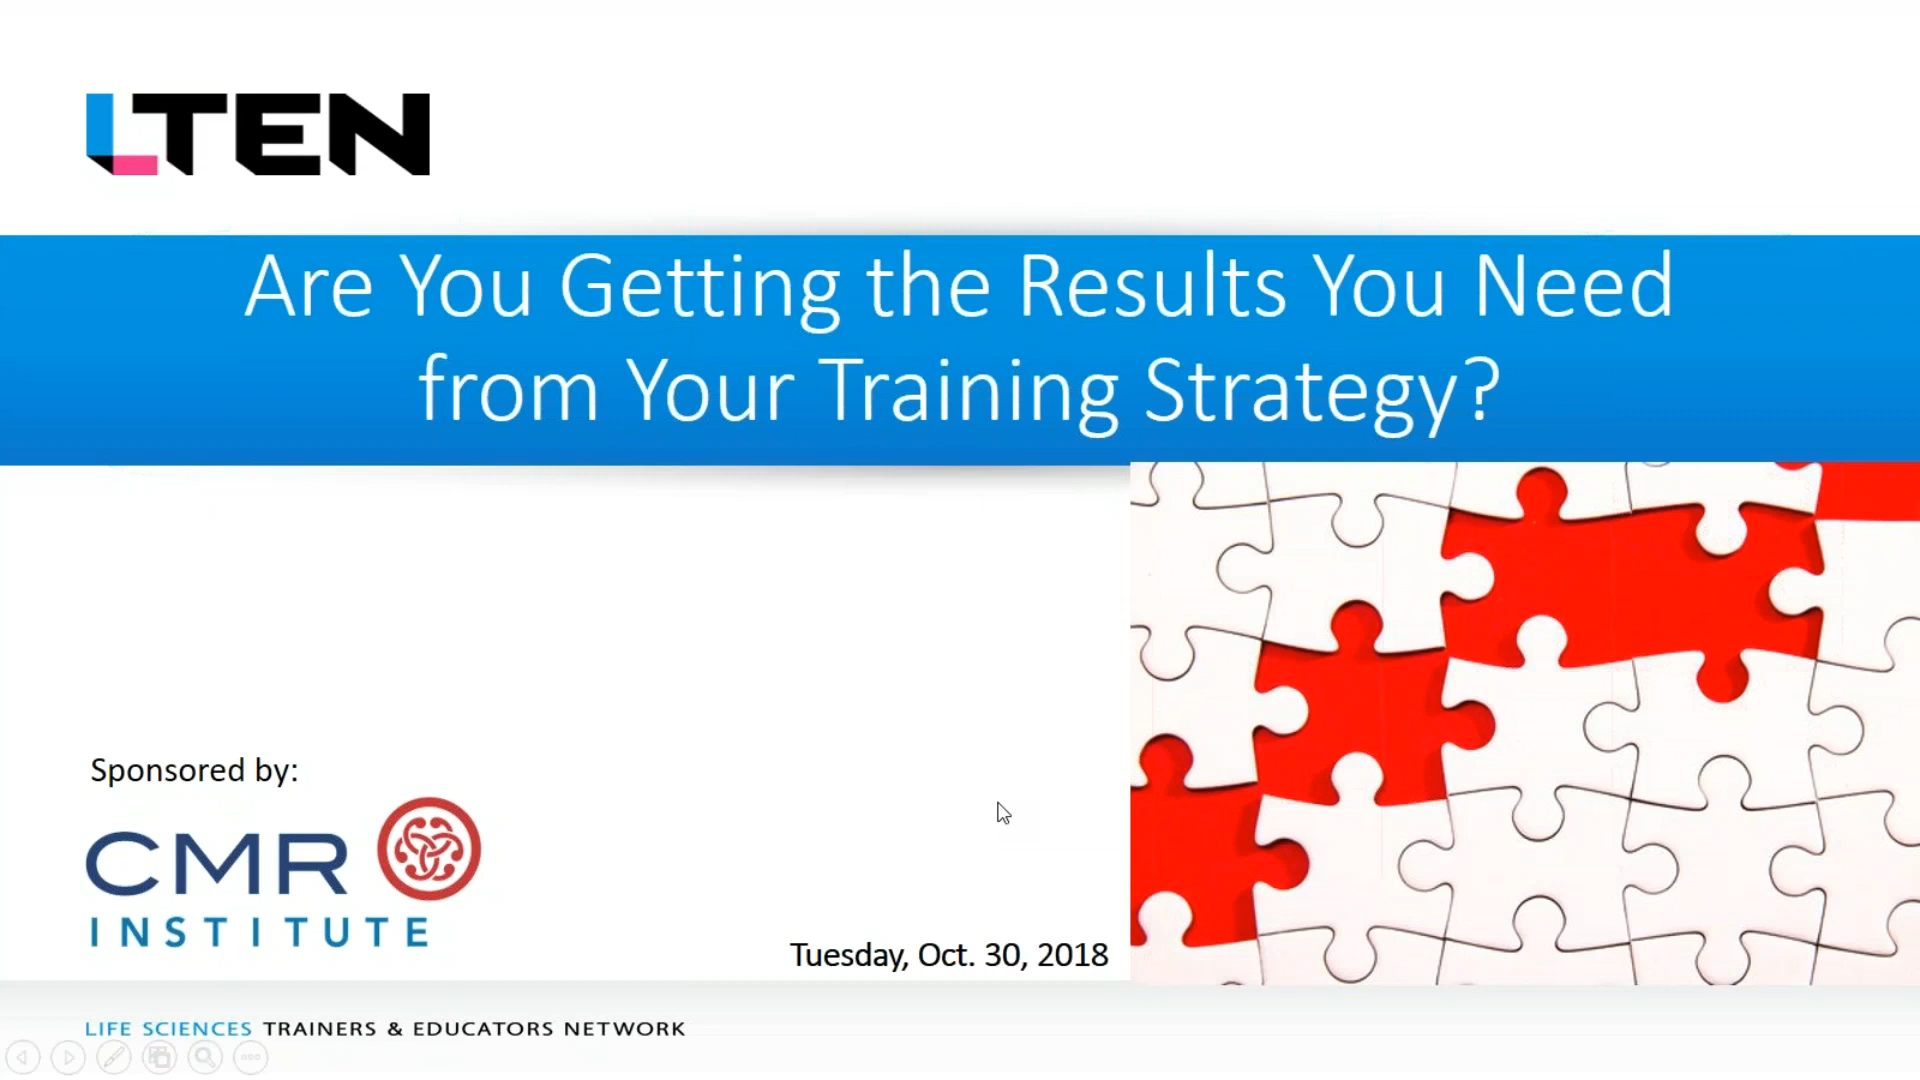 LTEN
Are You Getting the Results You Need
from Your Training Strategy?
Sponsored by:
CMR
INSTITUTE
Tuesday, Oct. 30, 2018
LIFE SCIENCES TRAINERS & EDUCATORS NETWORK